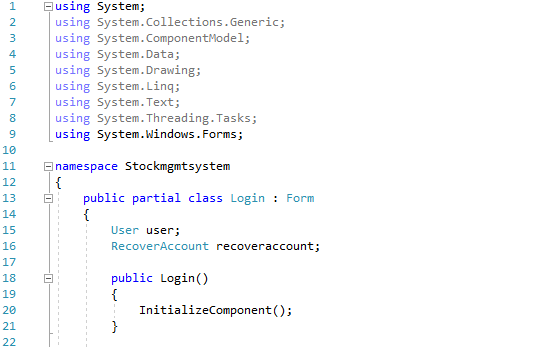 1 using System;
2 using System.Collections.Generic;
3 using System.ComponentModel;
4 using System.Data;
5 using System.Drawing;
6 using System.Linq;
7 using System.Text;
8 using System.Threading.Tasks;
9 using System.Windows.Forms;
10
11 namespace Stockmgmtsystem
12 {
13 public partial class Login : Form
14 {
15 User user;
16 RecoverAccount recoveraccount;
17
18 public Login()
19 {
20 InitializeComponent();
21 }
22